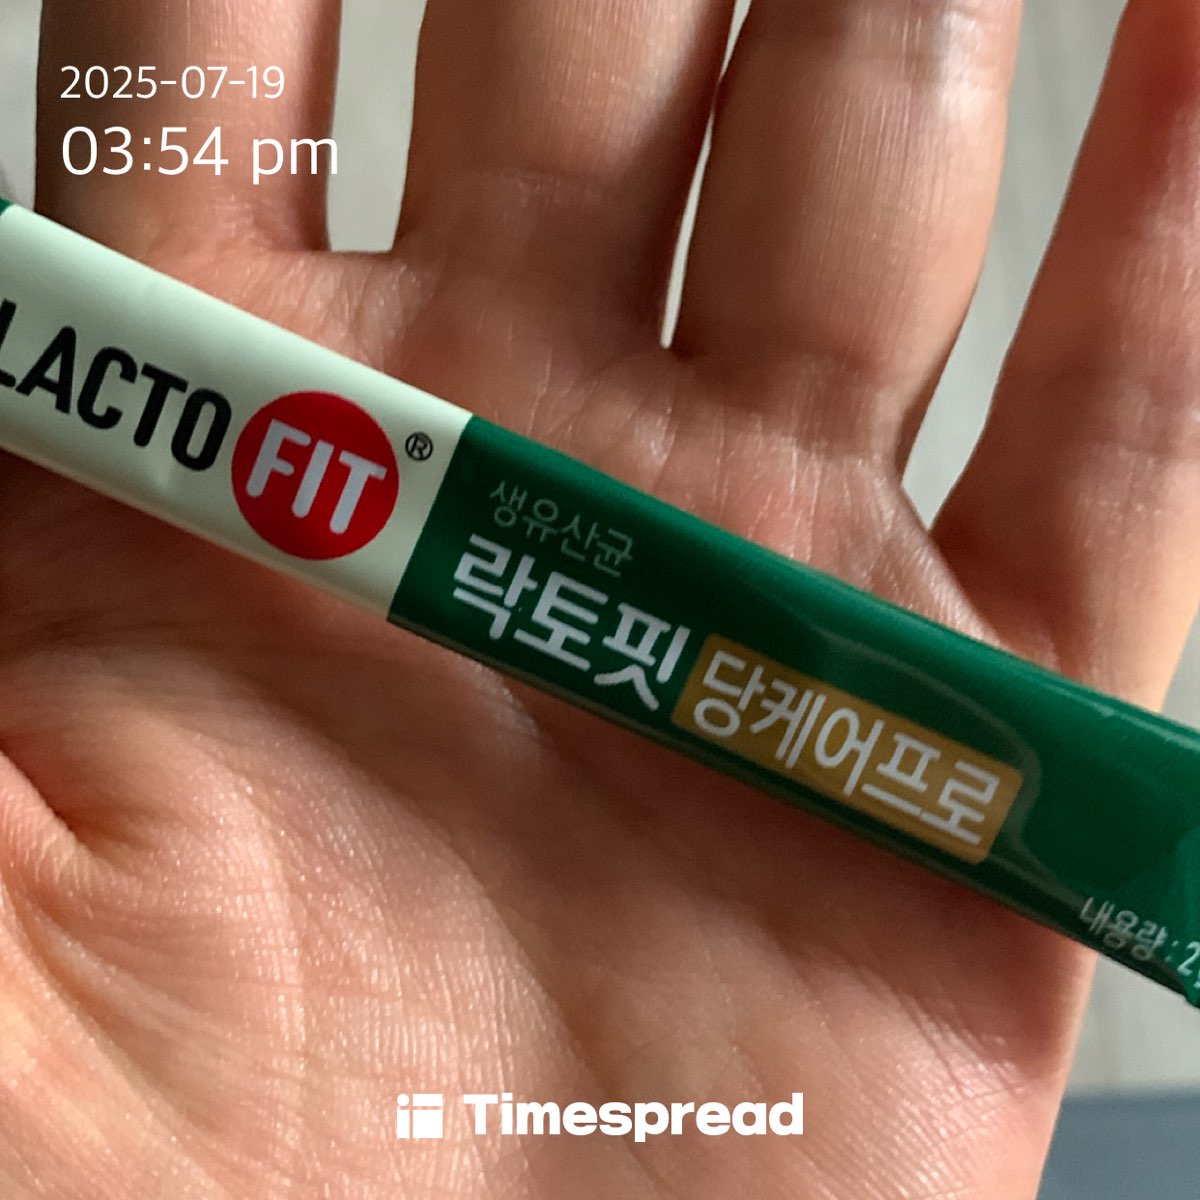 2025-07-19
03:54 pm
LACTO FIT®
생유산균
락토핏 당케어프로
내용량 : 2
Timespread